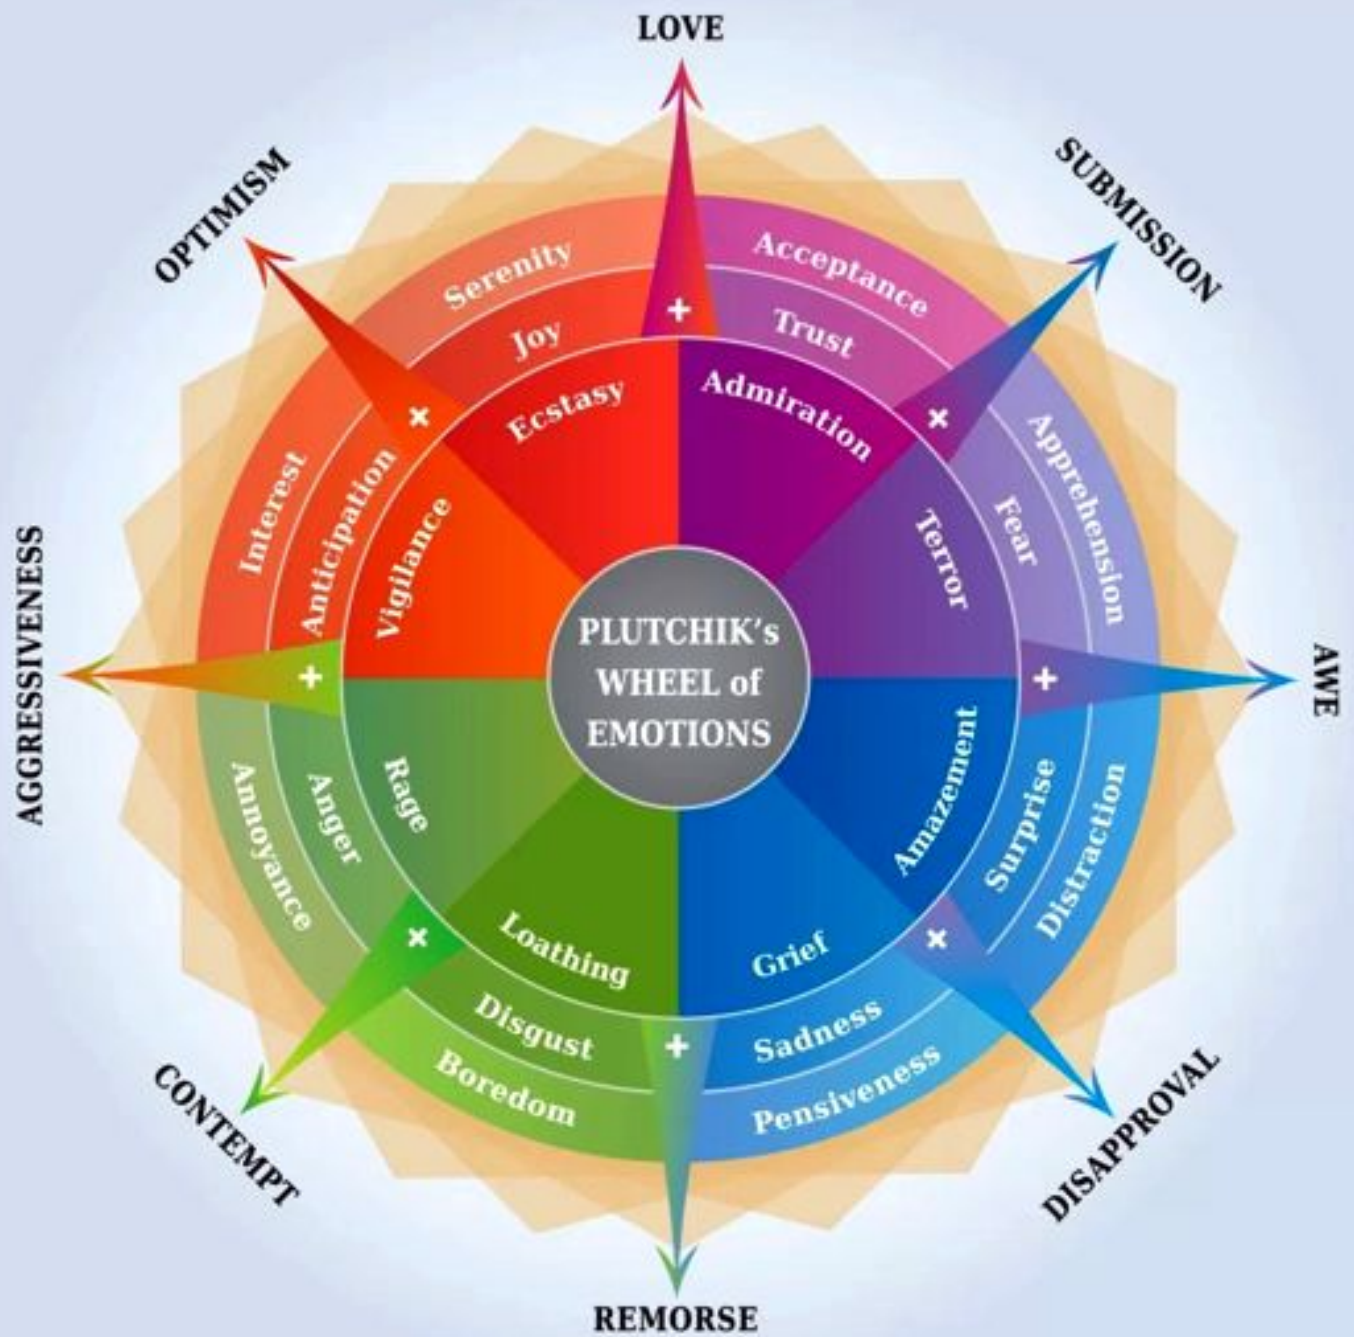 LOVE
OPTIMISM
SUBMISSION
Serenity
Acceptance
Joy
Trust
Ecstasy
Admiration
Interest
Anticipation
Vigilance
Terror
Fear
Apprehension
AGGRESSIVENESS
PLUTCHIK’s
WHEEL of
EMOTIONS
AWE
Annoyance
Anger
Rage
Amazement
Surprise
Distraction
Loathing
Grief
Disgust
Sadness
Boredom
Pensiveness
CONTEMPT
DISAPPROVAL
REMORSE